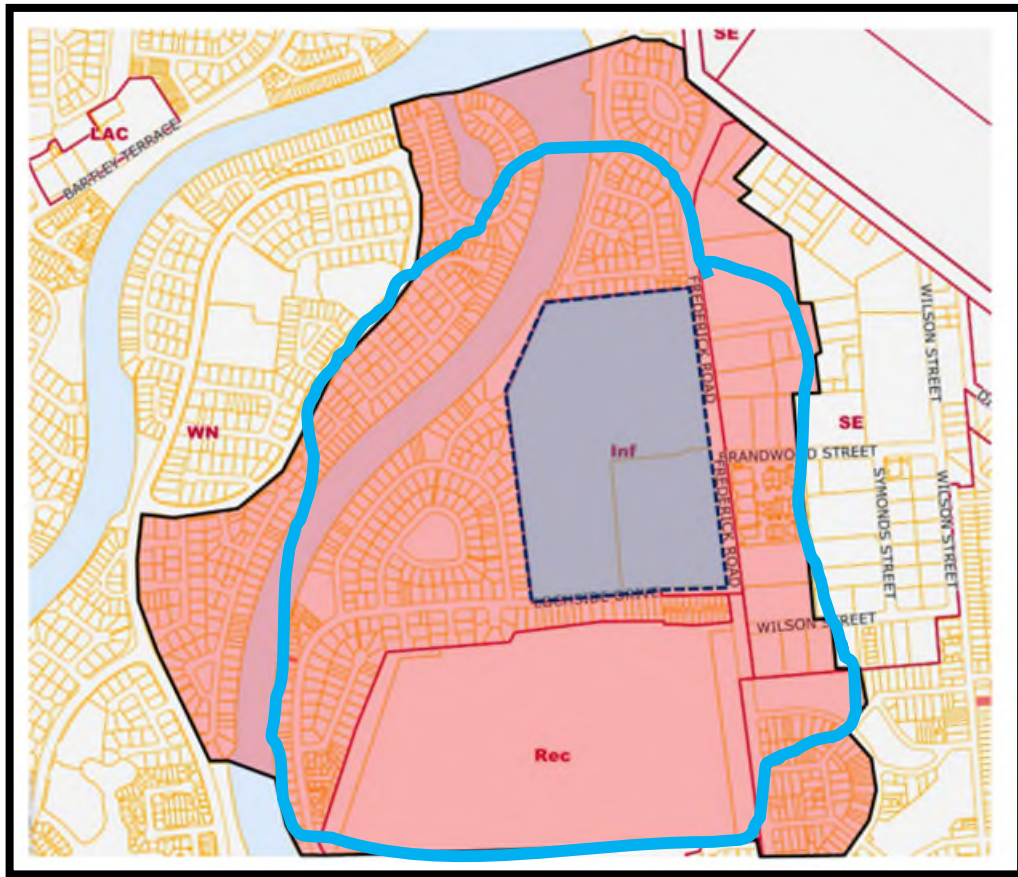 SE
LAC
BARTLEY TERRACE
FREDERICK ROAD
WILSON STREET
WN
SE
Inf
BRANDWOOD STREET
FREDERICK ROAD
SYMONDS STREET
WILSON STREET
WILSON STREET
Rec